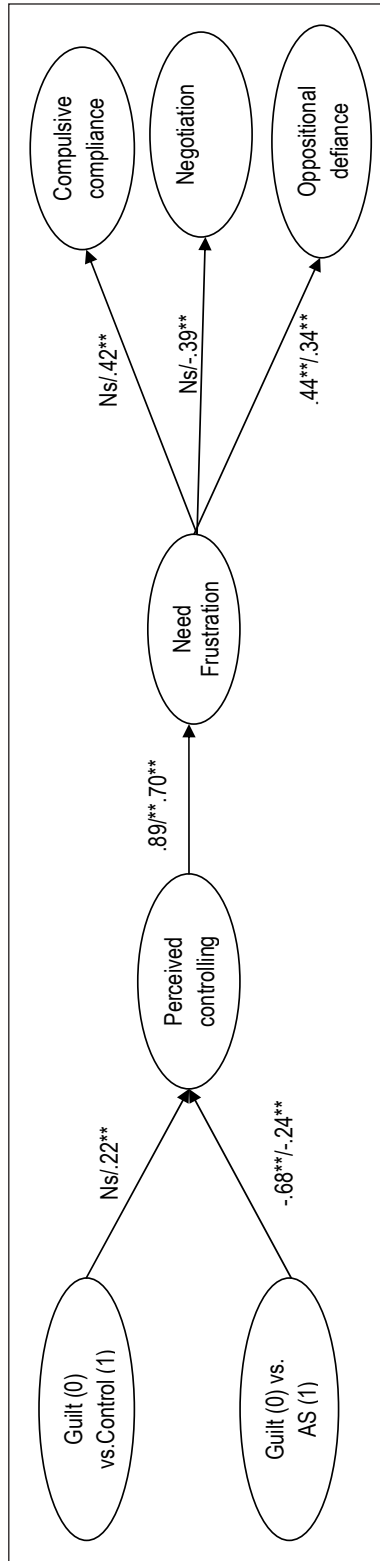 Guilt (0)
vs.Control (1)
Guilt (0) vs.
AS (1)
Ns/.22**
-.68**/-.24**
Perceived
controlling
.89/**.70**
Need
Frustration
Ns/.42**
Ns/-.39**
.44**/.34**
Compulsive
compliance
Negotiation
Oppositional
defiance